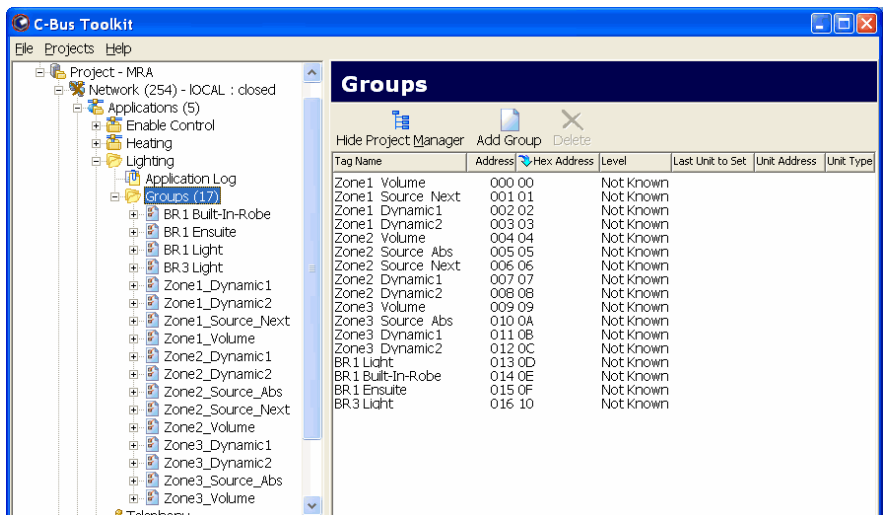 C-Bus Toolkit
File Projects Help
Project - MRA
Network (254) - lOCAL : closed
Applications (5)
Enable Control
Heating
Lighting
Application Log
Groups (17)
BR1 Built-In-Robe
BR1 Ensuite
BR1 Light
BR3 Light
Zone1_Dynamic1
Zone1_Dynamic2
Zone1_Source_Next
Zone1_Volume
Zone2_Dynamic1
Zone2_Dynamic2
Zone2_Source_Abs
Zone2_Source_Next
Zone2_Volume
Zone3_Dynamic1
Zone3_Dynamic2
Zone3_Source_Abs
Zone3_Volume
Telephony
Groups
Hide Project Manager Add Group Delete
Tag Name Address Hex Address Level Last Unit to Set Unit Address Unit Type
Zone1 Volume 000 00 Not Known
Zone1 Source Next 001 01 Not Known
Zone1 Dynamic1 002 02 Not Known
Zone1 Dynamic2 003 03 Not Known
Zone2 Volume 004 04 Not Known
Zone2 Source Abs 005 05 Not Known
Zone2 Source Next 006 06 Not Known
Zone2 Dynamic1 007 07 Not Known
Zone2 Dynamic2 008 08 Not Known
Zone3 Volume 009 09 Not Known
Zone3 Source Abs 010 0A Not Known
Zone3 Dynamic1 011 0B Not Known
Zone3 Dynamic2 012 0C Not Known
BR1 Light 013 0D Not Known
BR1 Built-In-Robe 014 0E Not Known
BR1 Ensuite 015 0F Not Known
BR3 Light 016 10 Not Known